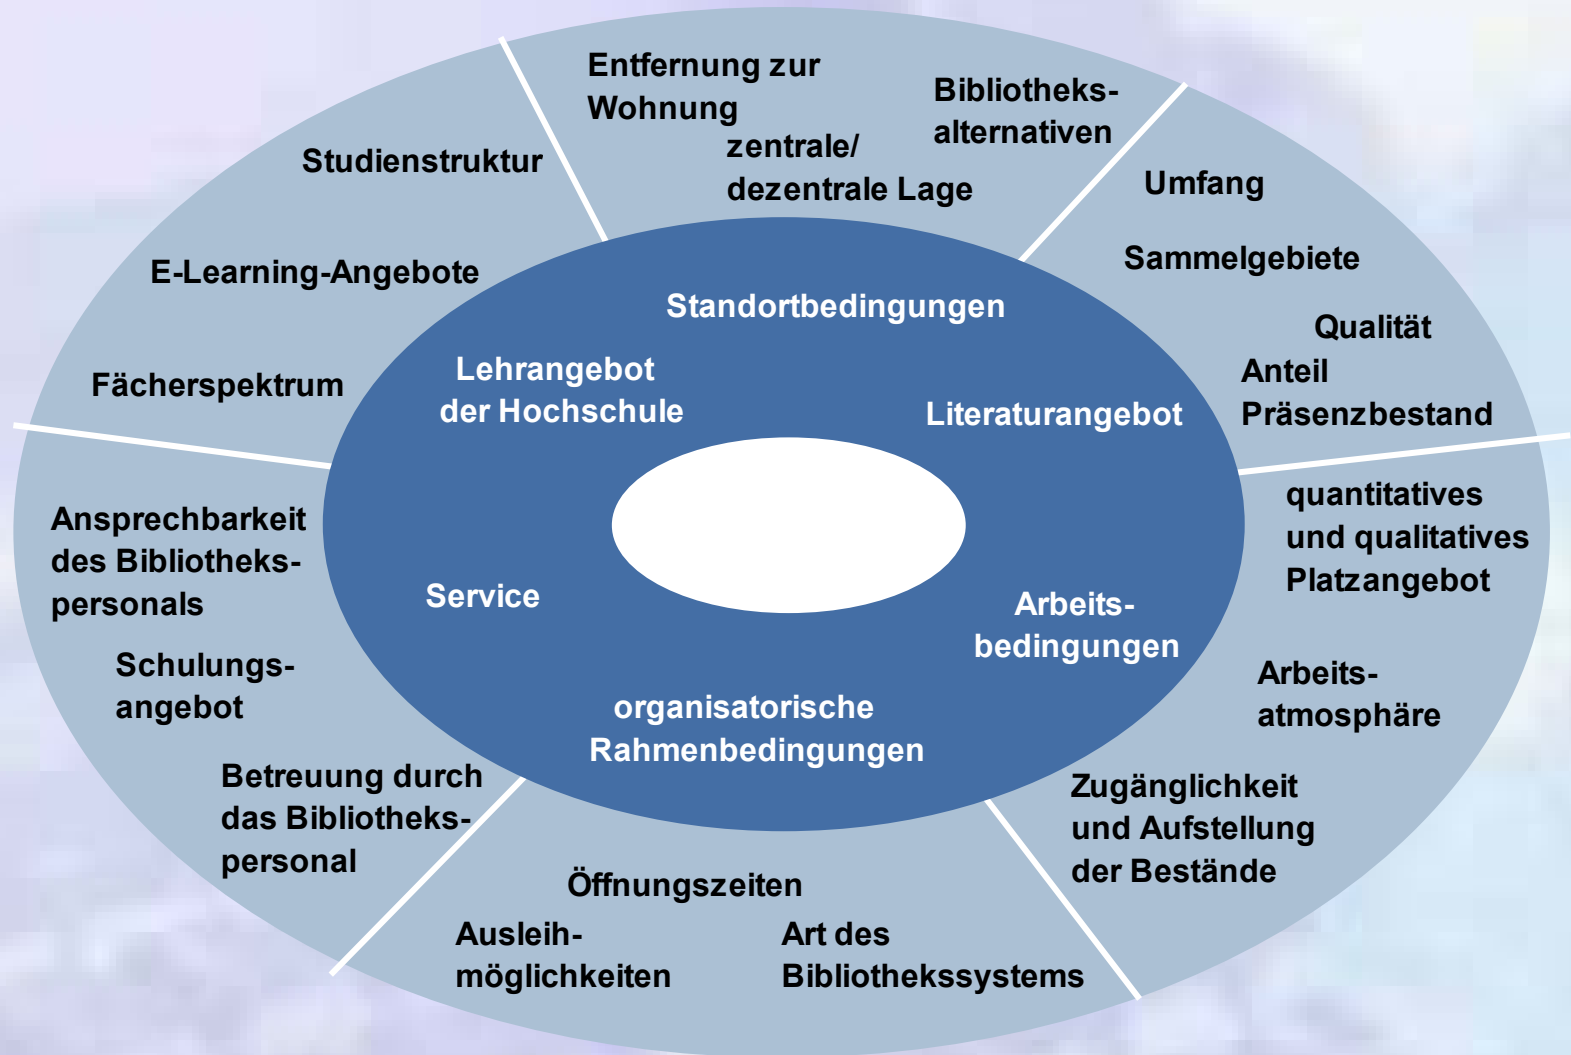 Entfernung zur
Wohnung
zentrale/
dezentrale Lage
Bibliotheks-
alternativen
Studienstruktur
E-Learning-Angebote
Fächerspektrum
Umfang
Sammelgebiete
Qualität
Anteil
Präsenzbestand
Standortbedingungen
Lehrangebot
der Hochschule
Literaturangebot
Service
Arbeits-
bedingungen
organisatorische
Rahmenbedingungen
Ansprechbarkeit
des Bibliotheks-
personals
Schulungs-
angebot
Betreuung durch
das Bibliotheks-
personal
quantitatives
und qualitatives
Platzangebot
Arbeits-
atmosphäre
Zugänglichkeit
und Aufstellung
der Bestände
Öffnungszeiten
Ausleih-
möglichkeiten
Art des
Bibliothekssystems